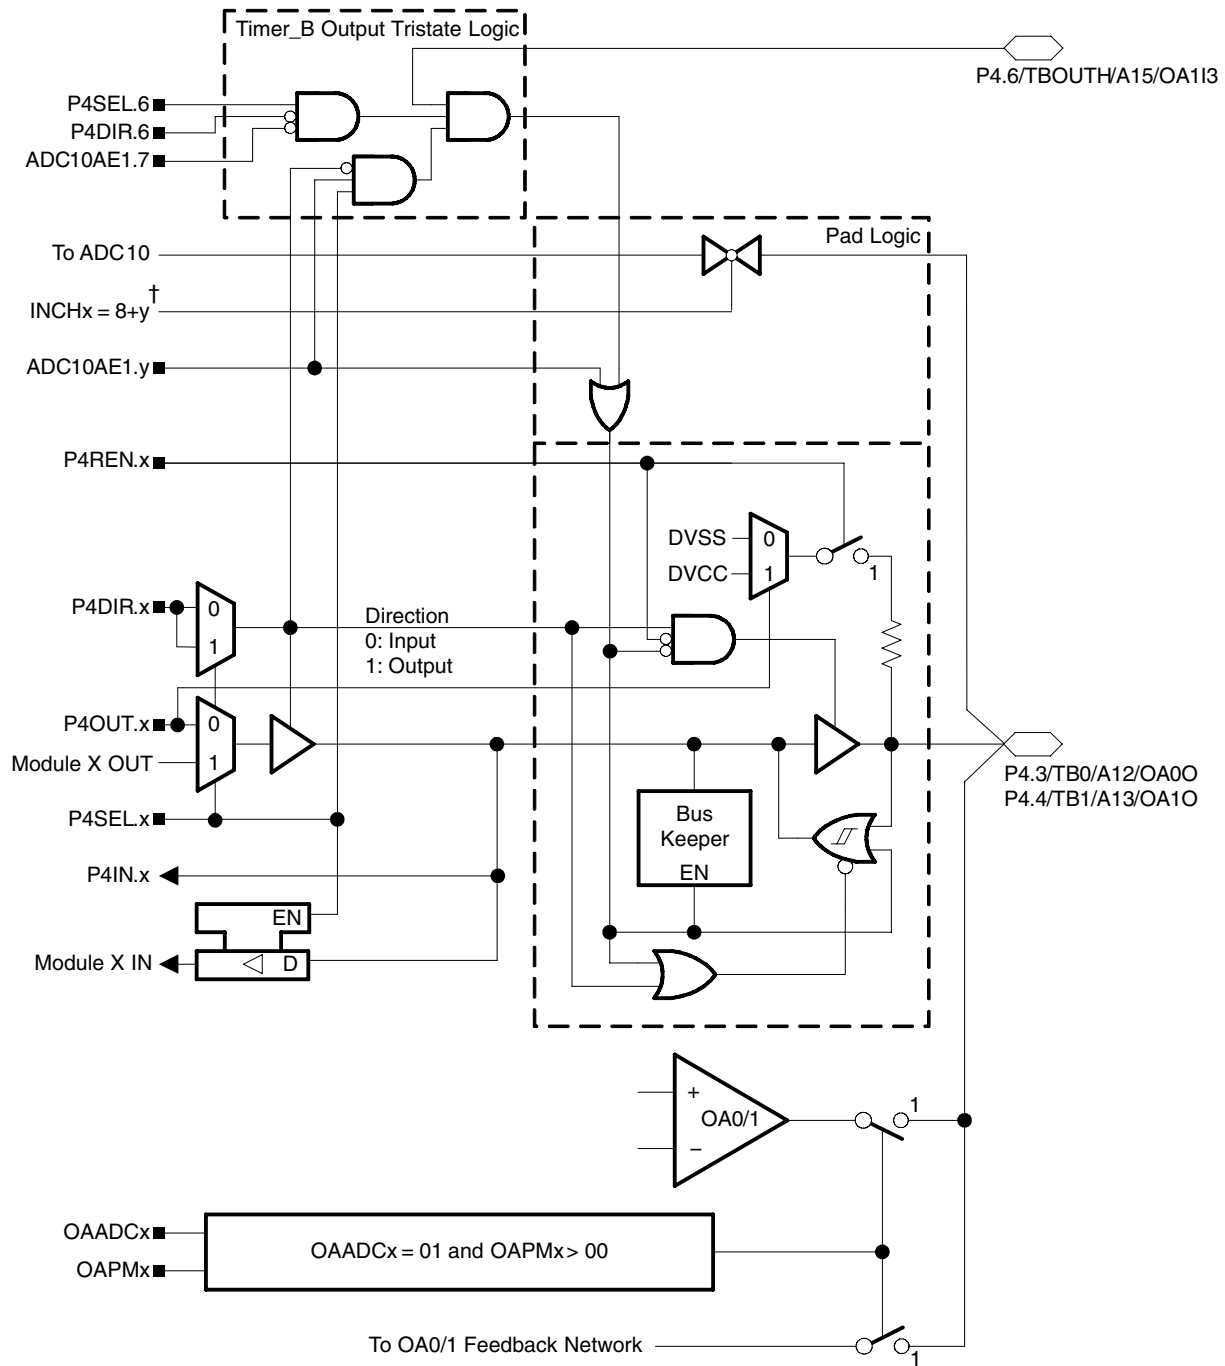 Timer_B Output Tristate Logic
P4.6/TBOUTH/A15/OA1I3
P4SEL.6
P4DIR.6
ADC10AE1.7
Pad Logic
To ADC10
INCHx = 8+y†
ADC10AE1.y
P4REN.x
DVSS
0
DVCC
1
1
P4DIR.x
0
1
Direction
0: Input
1: Output
P4OUT.x
0
Module X OUT
1
P4.3/TB0/A12/OA0O
P4.4/TB1/A13/OA1O
P4SEL.x
Bus
Keeper
EN
P4IN.x
EN
Module X IN
D
+
OA0/1
−
1
OAADCx
OAPMx
OAADCx = 01 and OAPMx > 00
To OA0/1 Feedback Network
1